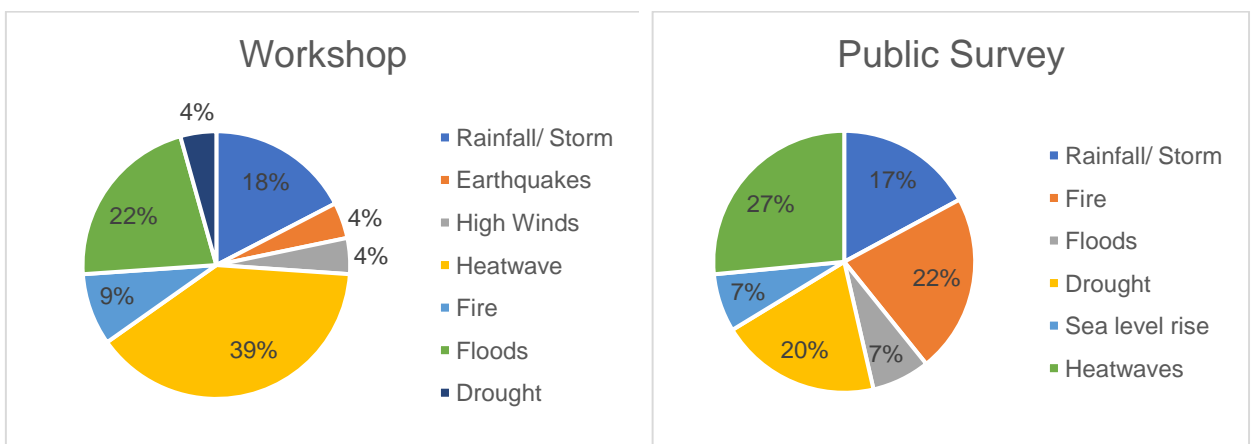 Workshop
4%
18%
4%
4%
39%
9%
22%
Rainfall/ Storm
Earthquakes
High Winds
Heatwave
Fire
Floods
Drought
Public Survey
17%
22%
7%
20%
7%
27%
Rainfall/ Storm
Fire
Floods
Drought
Sea level rise
Heatwaves